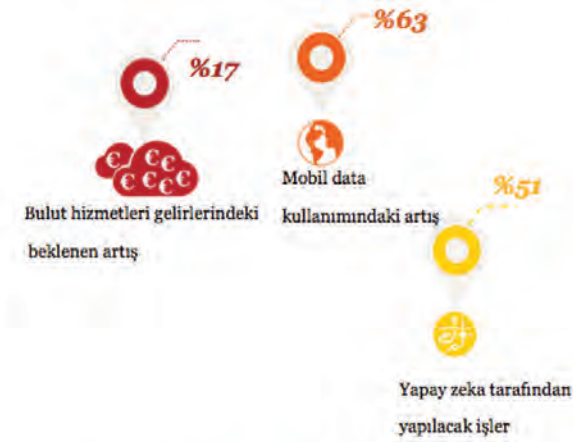 %17
Bulut hizmetleri gelirlerindeki
beklenen artış
%63
Mobil data
kullanımındaki artış
%51
Yapay zeka tarafından
yapılacak işler